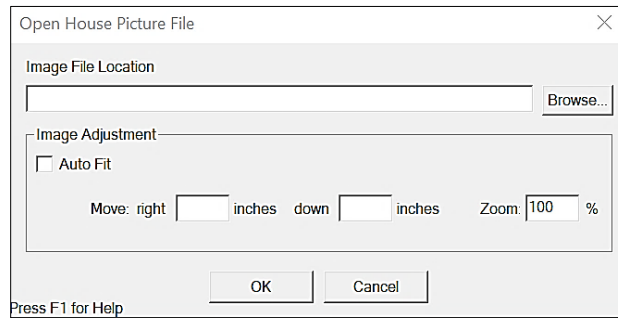 Open House Picture File
Image File Location
Browse...
Image Adjustment
Auto Fit
Move: right inches down inches Zoom: 100 %
OK Cancel
Press F1 for Help